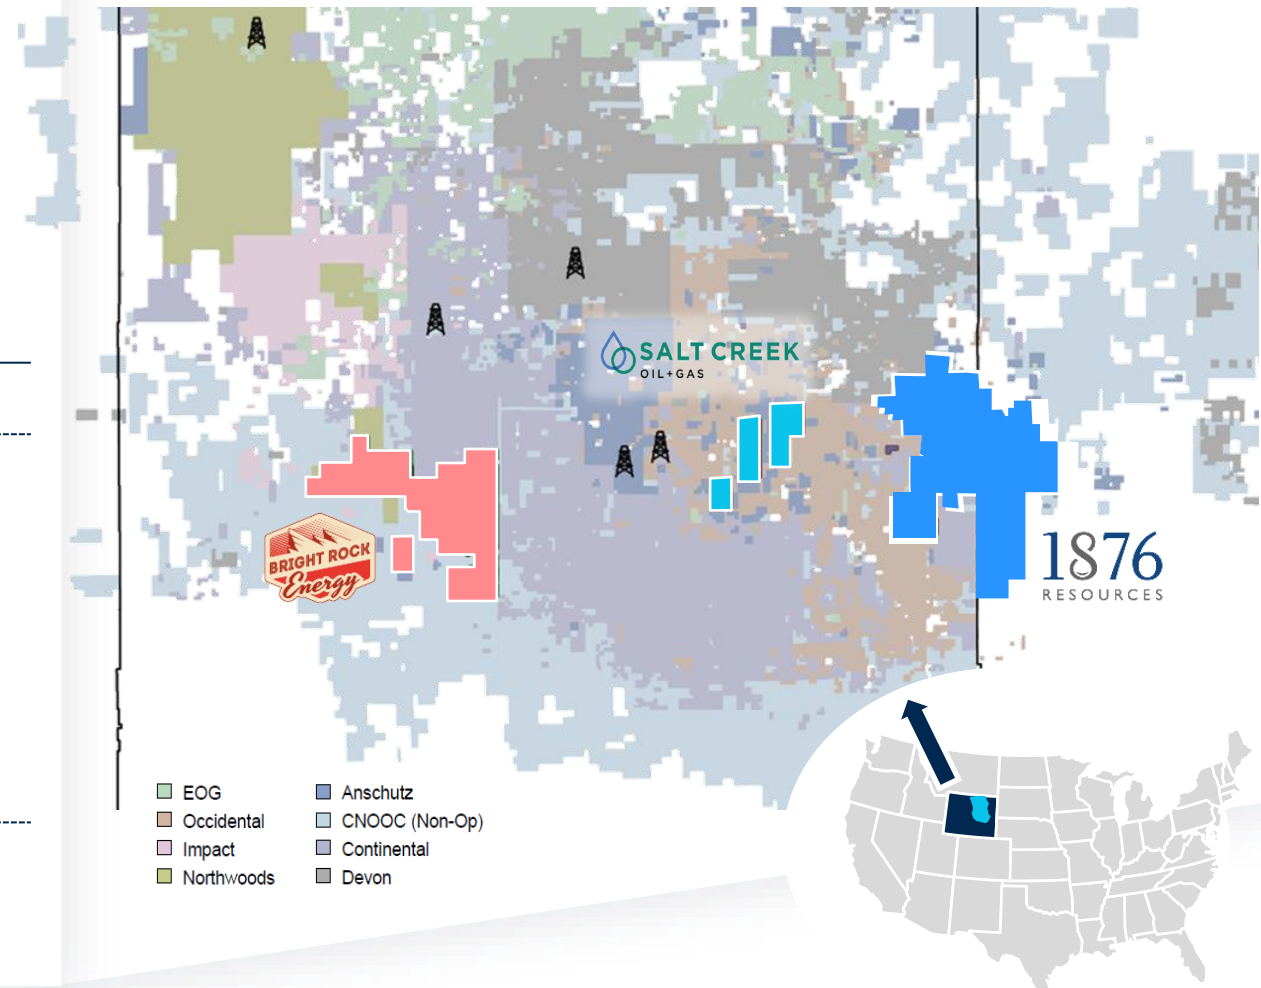 SALT CREEK
OIL+GAS
BRIGHT ROCK
Energy
1876
RESOURCES
EOG
Occidental
Impact
Northwoods
Anschutz
CNOOC (Non-Op)
Continental
Devon